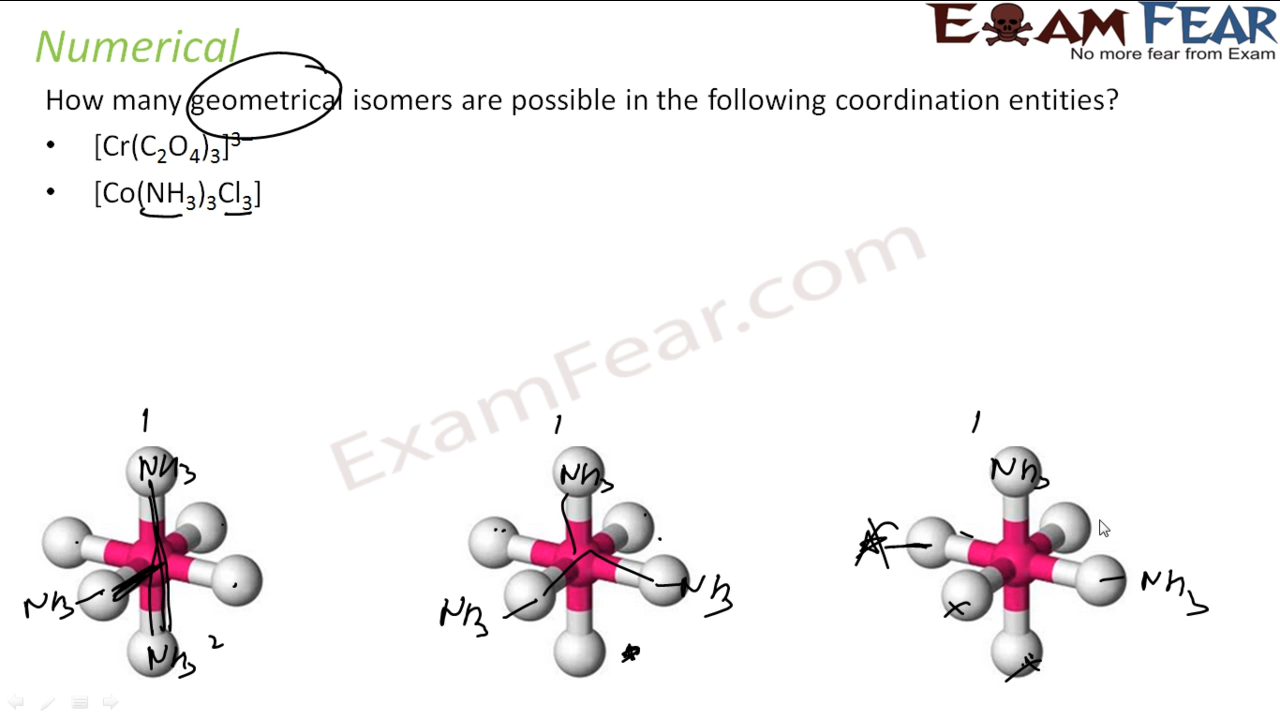 EXAM FEAR
No more fear from Exam
Numerical
How many geometrical isomers are possible in the following coordination entities?
• [Cr(C₂O₄)₃]³⁻
• [Co(NH₃)₃Cl₃]
ExamFear.com
1 1 1
NH₃ NH₃ NH₃
NH₃ NH₃ NH₃ NH₃
NH₃ 2